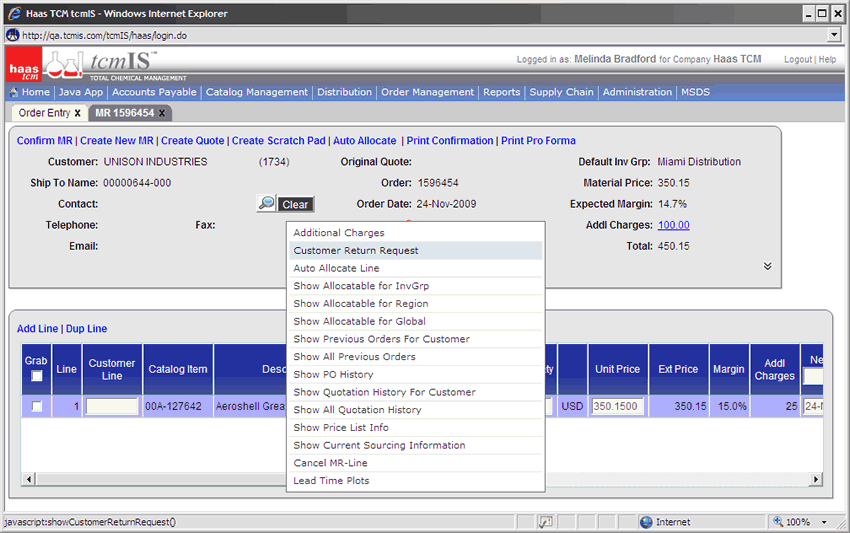 Haas TCM tcmIS - Windows Internet Explorer
http://qa.tcmis.com/tcmIS/haas/login.do
haas tcm tcmIS™ TOTAL CHEMICAL MANAGEMENT
Logged in as: Melinda Bradford for Company Haas TCM Logout | Help
Home | Java App | Accounts Payable | Catalog Management | Distribution | Order Management | Reports | Supply Chain | Administration | MSDS
Order Entry x MR 1596454 x
Confirm MR | Create New MR | Create Quote | Create Scratch Pad | Auto Allocate | Print Confirmation | Print Pro Forma
Customer: UNISON INDUSTRIES (1734) Original Quote: Default Inv Grp: Miami Distribution
Ship To Name: 00000644-000 Order: 1596454 Material Price: 350.15
Contact: Clear Order Date: 24-Nov-2009 Expected Margin: 14.7%
Telephone: Fax: Addl Charges: 100.00
Email: Total: 450.15
Additional Charges
Customer Return Request
Auto Allocate Line
Show Allocatable for InvGrp
Show Allocatable for Region
Show Allocatable for Global
Show Previous Orders For Customer
Show All Previous Orders
Show PO History
Show Quotation History For Customer
Show All Quotation History
Show Price List Info
Show Current Sourcing Information
Cancel MR-Line
Lead Time Plots
Add Line | Dup Line
Grab Line Customer Line Catalog Item Desc ty Unit Price Ext Price Margin Addl Charges Ne
1 00A-127642 Aeroshell Grea USD 350.1500 350.15 15.0% 25 24-N
javascript:showCustomerReturnRequest() Internet 100%